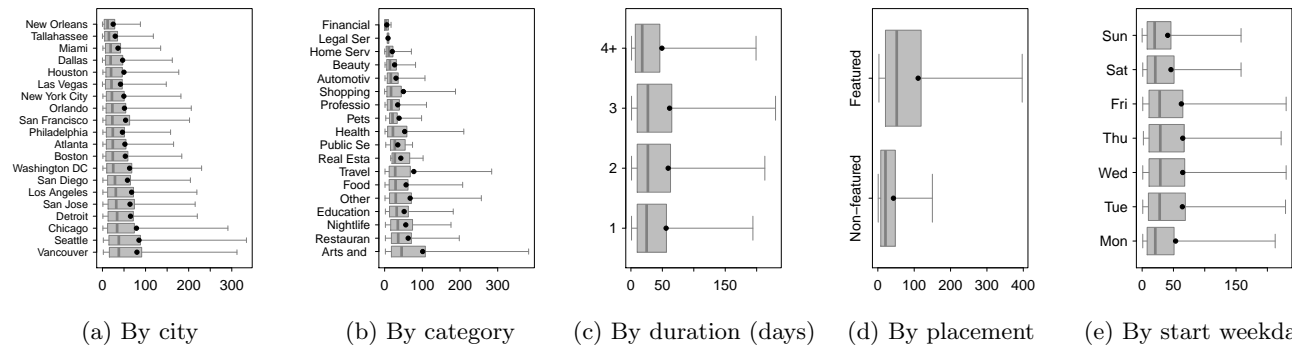 New Orleans
Tallahassee
Miami
Dallas
Houston
Las Vegas
New York City
Orlando
San Francisco
Philadelphia
Atlanta
Boston
Washington DC
San Diego
Los Angeles
San Jose
Detroit
Chicago
Seattle
Vancouver
0 100 200 300
(a) By city
Financial
Legal Ser
Home Serv
Beauty
Automotiv
Shopping
Professio
Pets
Health
Public Se
Real Esta
Travel
Food
Other
Education
Nightlife
Restauran
Arts and
0 100 200 300
(b) By category
4+
3
2
1
0 50 150
(c) By duration (days)
Featured
Non−featured
0 100 200 300 400
(d) By placement
Sun
Sat
Fri
Thu
Wed
Tue
Mon
0 50 150
(e) By start weekda